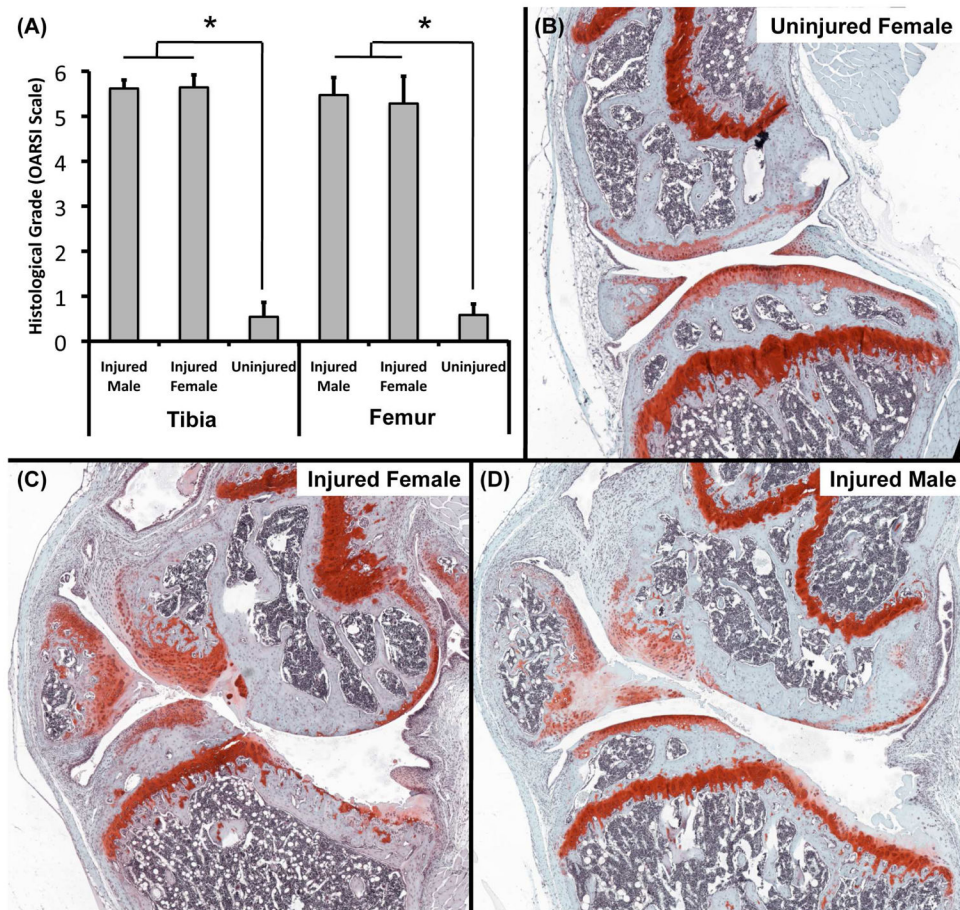 (A)
*
*
Histological Grade (OARSI Scale)
6
5
4
3
2
1
0
Injured Male
Injured Female
Uninjured
Injured Male
Injured Female
Uninjured
Tibia
Femur
(B)
Uninjured Female
(C)
Injured Female
(D)
Injured Male